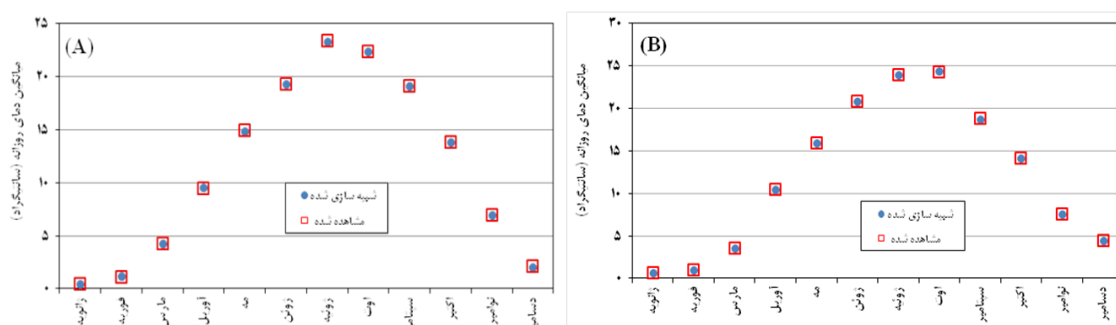 (A)
میانگین دمای روزانه (سانتیگراد)
۲۵
۲۰
۱۵
۱۰
۵
۰
شبیه سازی شده
مشاهده شده
ژانویه
فوریه
مارس
آوریل
مه
ژوئن
ژوئیه
اوت
سپتامبر
اکتبر
نوامبر
دسامبر
(B)
میانگین دمای روزانه (سانتیگراد)
۳۰
۲۵
۲۰
۱۵
۱۰
۵
۰
شبیه سازی شده
مشاهده شده
ژانویه
فوریه
مارس
آوریل
مه
ژوئن
ژوئیه
اوت
سپتامبر
اکتبر
نوامبر
دسامبر